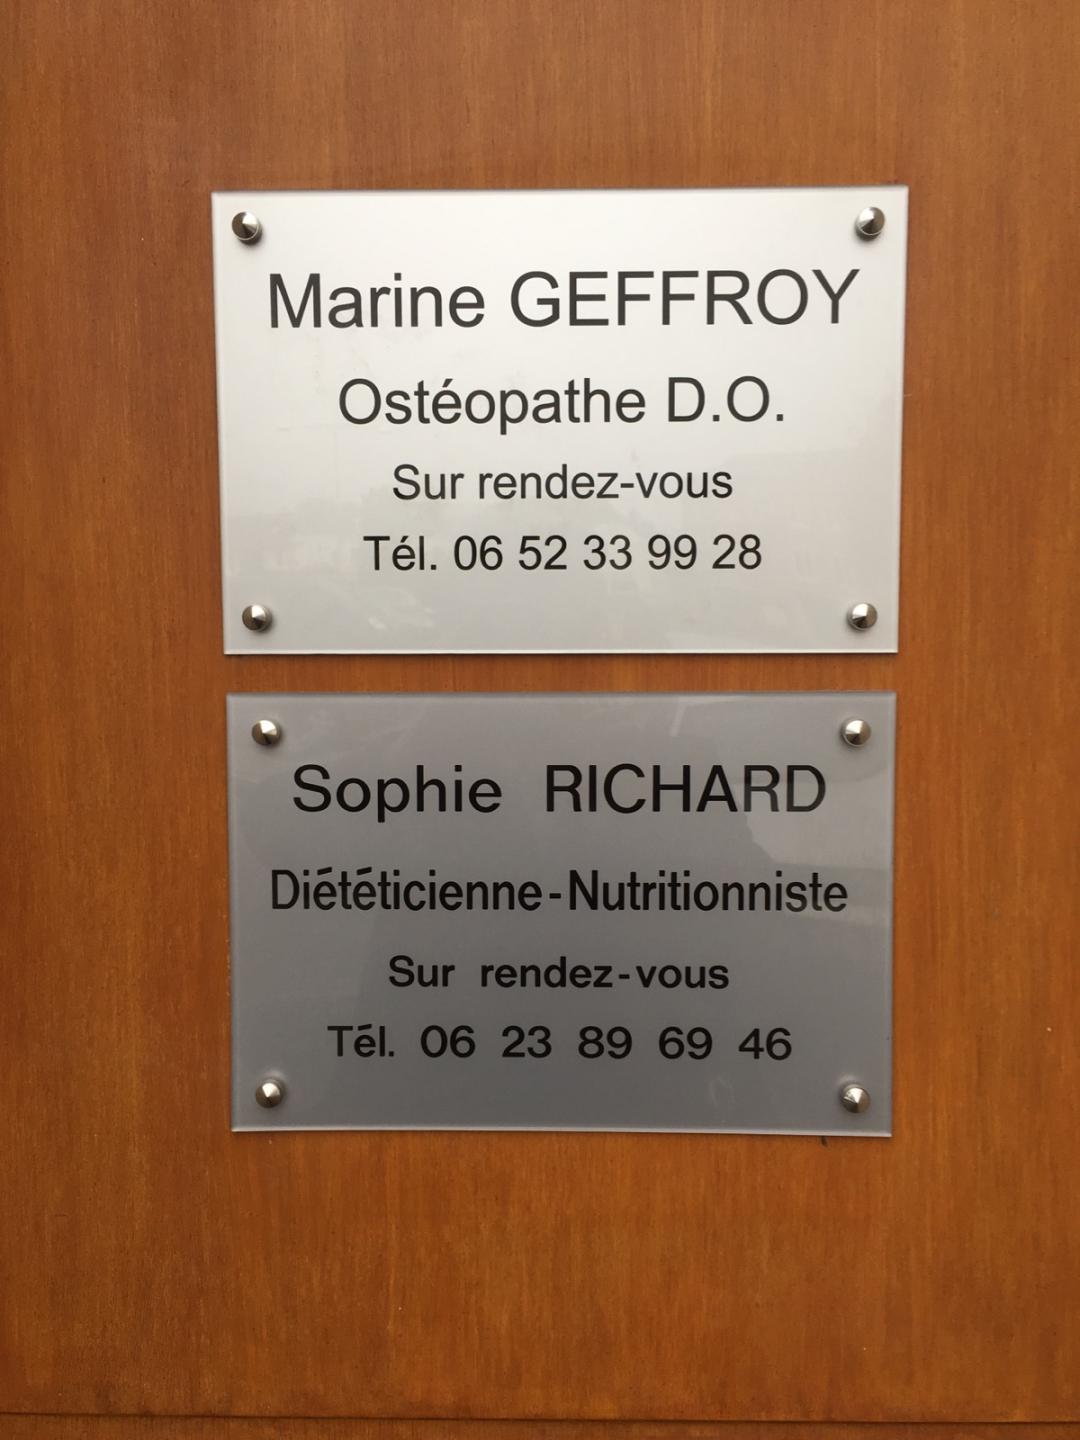 Marine GEFFROY
Ostéopathe D.O.
Sur rendez-vous
Tél. 06 52 33 99 28
Sophie RICHARD
Diététicienne-Nutritionniste
Sur rendez-vous
Tél. 06 23 89 69 46